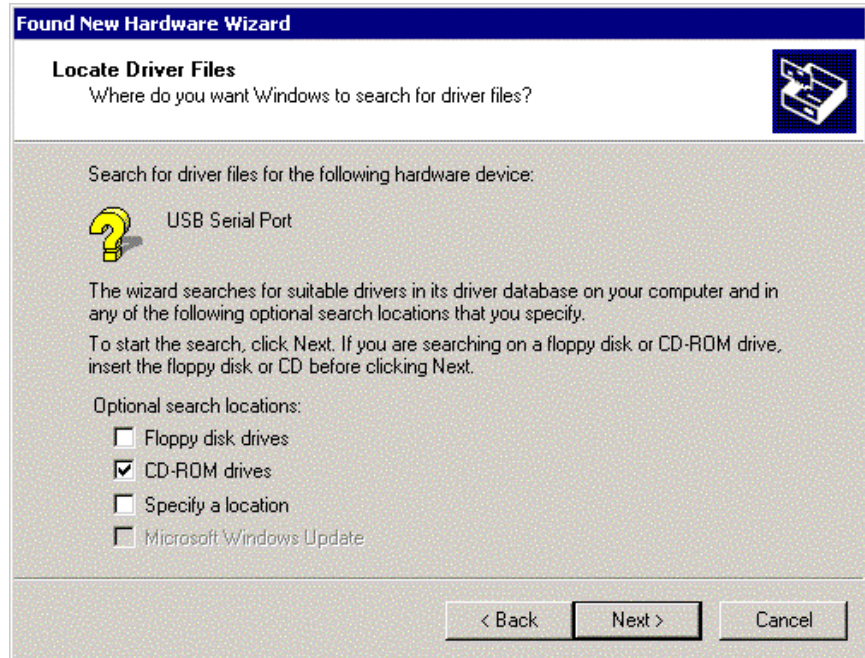 Found New Hardware Wizard
Locate Driver Files
Where do you want Windows to search for driver files?
Search for driver files for the following hardware device:
USB Serial Port
The wizard searches for suitable drivers in its driver database on your computer and in
any of the following optional search locations that you specify.
To start the search, click Next. If you are searching on a floppy disk or CD-ROM drive,
insert the floppy disk or CD before clicking Next.
Optional search locations:
Floppy disk drives
CD-ROM drives
Specify a location
Microsoft Windows Update
< Back Next > Cancel